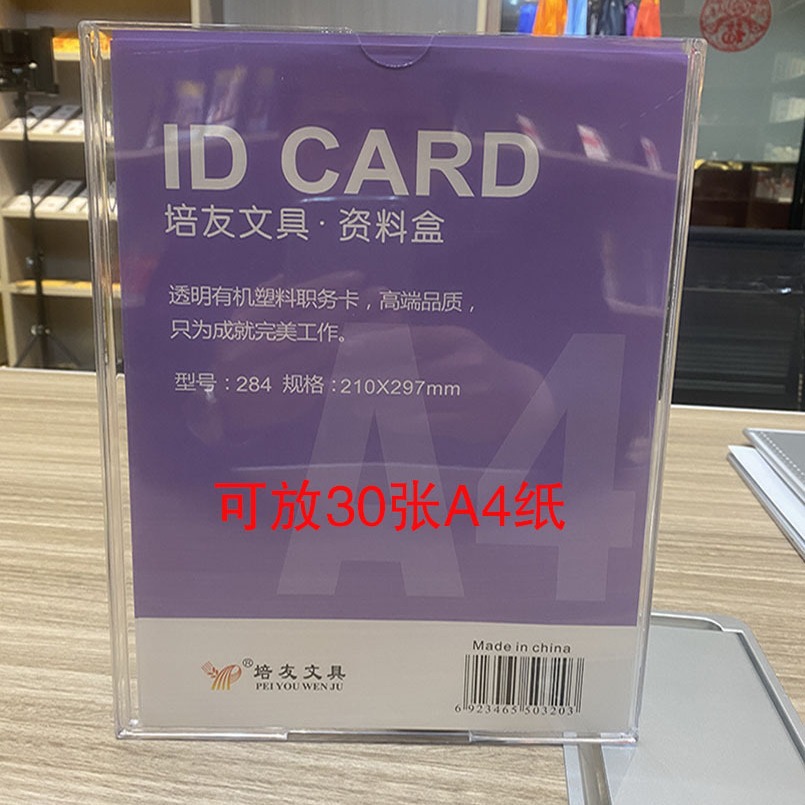 ID CARD
培友文具·资料盒
透明有机塑料职务卡，高端品质，
只为成就完美工作。
型号：284 规格：210X297mm
A4
可放30张A4纸
Made in china
®培友文具
PEI YOU WEN JU
6 923465 503203